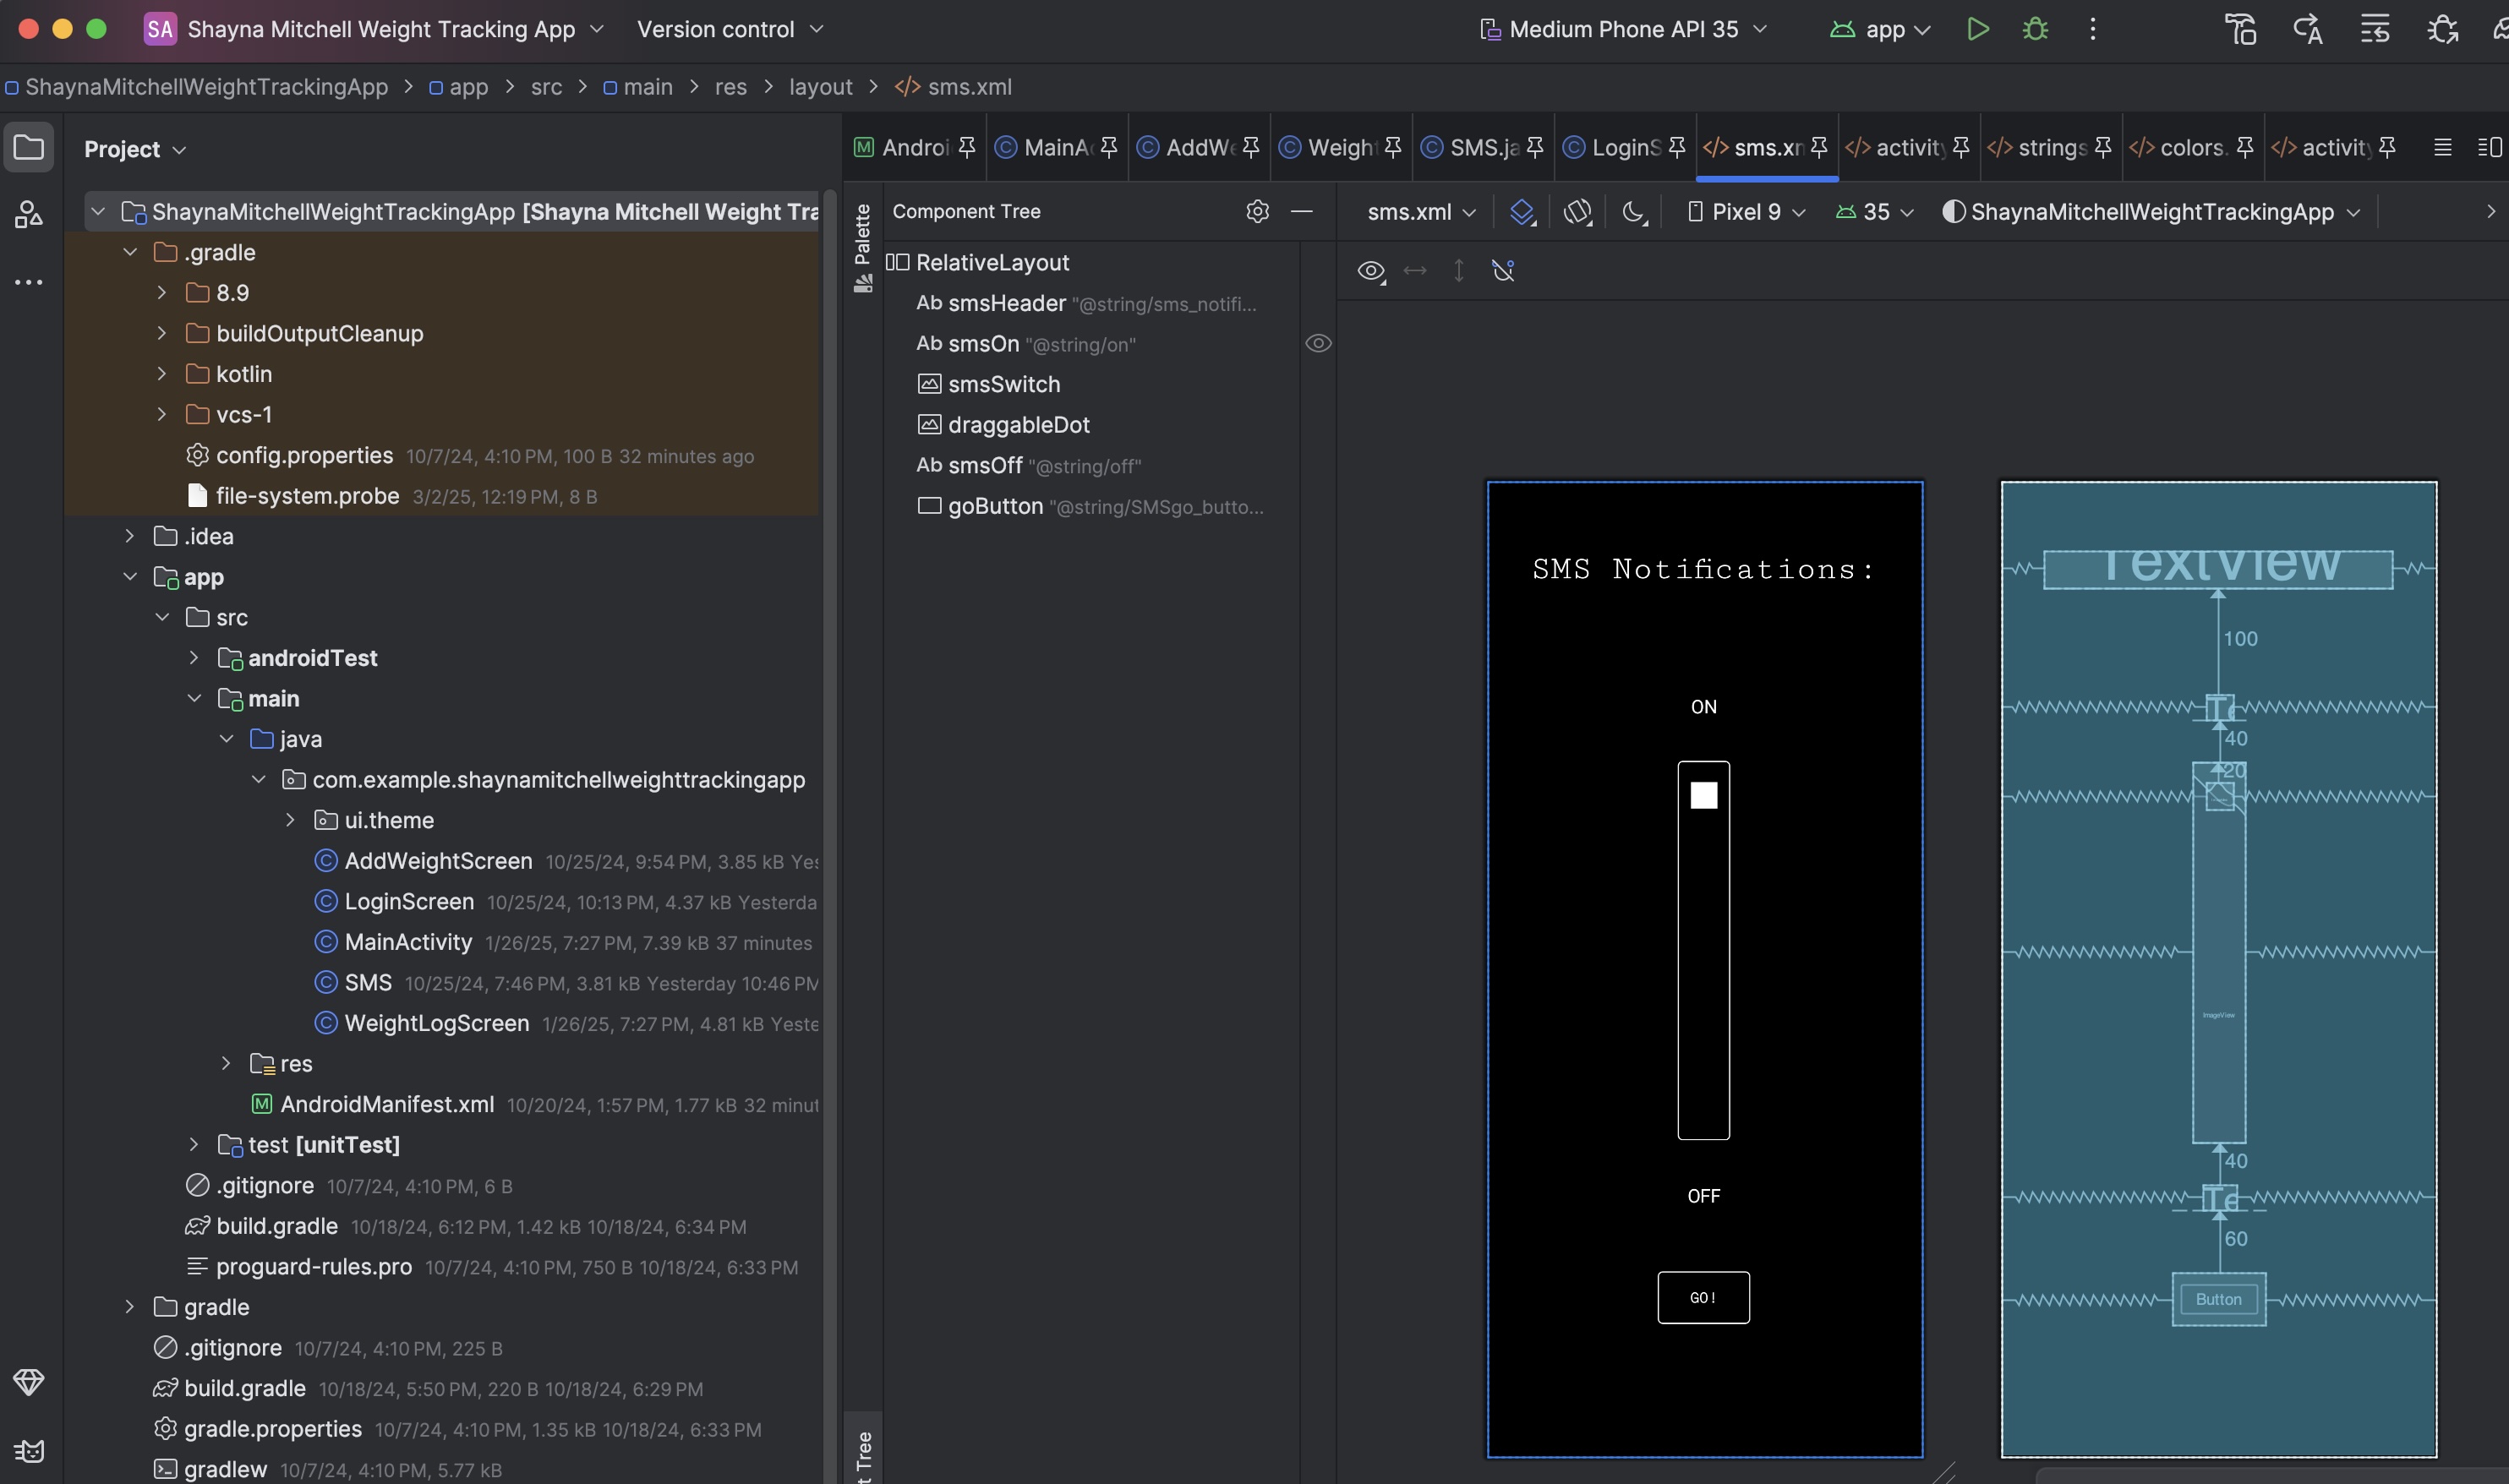 SA Shayna Mitchell Weight Tracking App Version control Medium Phone API 35 app
ShaynaMitchellWeightTrackingApp app src main res layout </> sms.xml
Project
ShaynaMitchellWeightTrackingApp [Shayna Mitchell Weight Tra
.gradle
8.9
buildOutputCleanup
kotlin
vcs-1
config.properties 10/7/24, 4:10 PM, 100 B 32 minutes ago
file-system.probe 3/2/25, 12:19 PM, 8 B
.idea
app
src
androidTest
main
java
com.example.shaynamitchellweighttrackingapp
ui.theme
C AddWeightScreen 10/25/24, 9:54 PM, 3.85 kB Yes
C LoginScreen 10/25/24, 10:13 PM, 4.37 kB Yesterda
C MainActivity 1/26/25, 7:27 PM, 7.39 kB 37 minutes
C SMS 10/25/24, 7:46 PM, 3.81 kB Yesterday 10:46 PM
C WeightLogScreen 1/26/25, 7:27 PM, 4.81 kB Yeste
res
M AndroidManifest.xml 10/20/24, 1:57 PM, 1.77 kB 32 minut
test [unitTest]
.gitignore 10/7/24, 4:10 PM, 6 B
build.gradle 10/18/24, 6:12 PM, 1.42 kB 10/18/24, 6:34 PM
proguard-rules.pro 10/7/24, 4:10 PM, 750 B 10/18/24, 6:33 PM
gradle
.gitignore 10/7/24, 4:10 PM, 225 B
build.gradle 10/18/24, 5:50 PM, 220 B 10/18/24, 6:29 PM
gradle.properties 10/7/24, 4:10 PM, 1.35 kB 10/18/24, 6:33 PM
gradlew 10/7/24, 4:10 PM, 5.77 kB
M Androi C MainA C AddWe C Weight C SMS.ja C LoginS </> sms.xn </> activity </> strings </> colors. </> activity
Palette
Component Tree
RelativeLayout
Ab smsHeader "@string/sms_notifi...
Ab smsOn "@string/on"
smsSwitch
draggableDot
Ab smsOff "@string/off"
goButton "@string/SMSgo_butto...
t Tree
sms.xml Pixel 9 35 ShaynaMitchellWeightTrackingApp
SMS Notifications:
ON
OFF
GO!
TextView
100
Te
40
20
ImageView
40
Te
60
Button